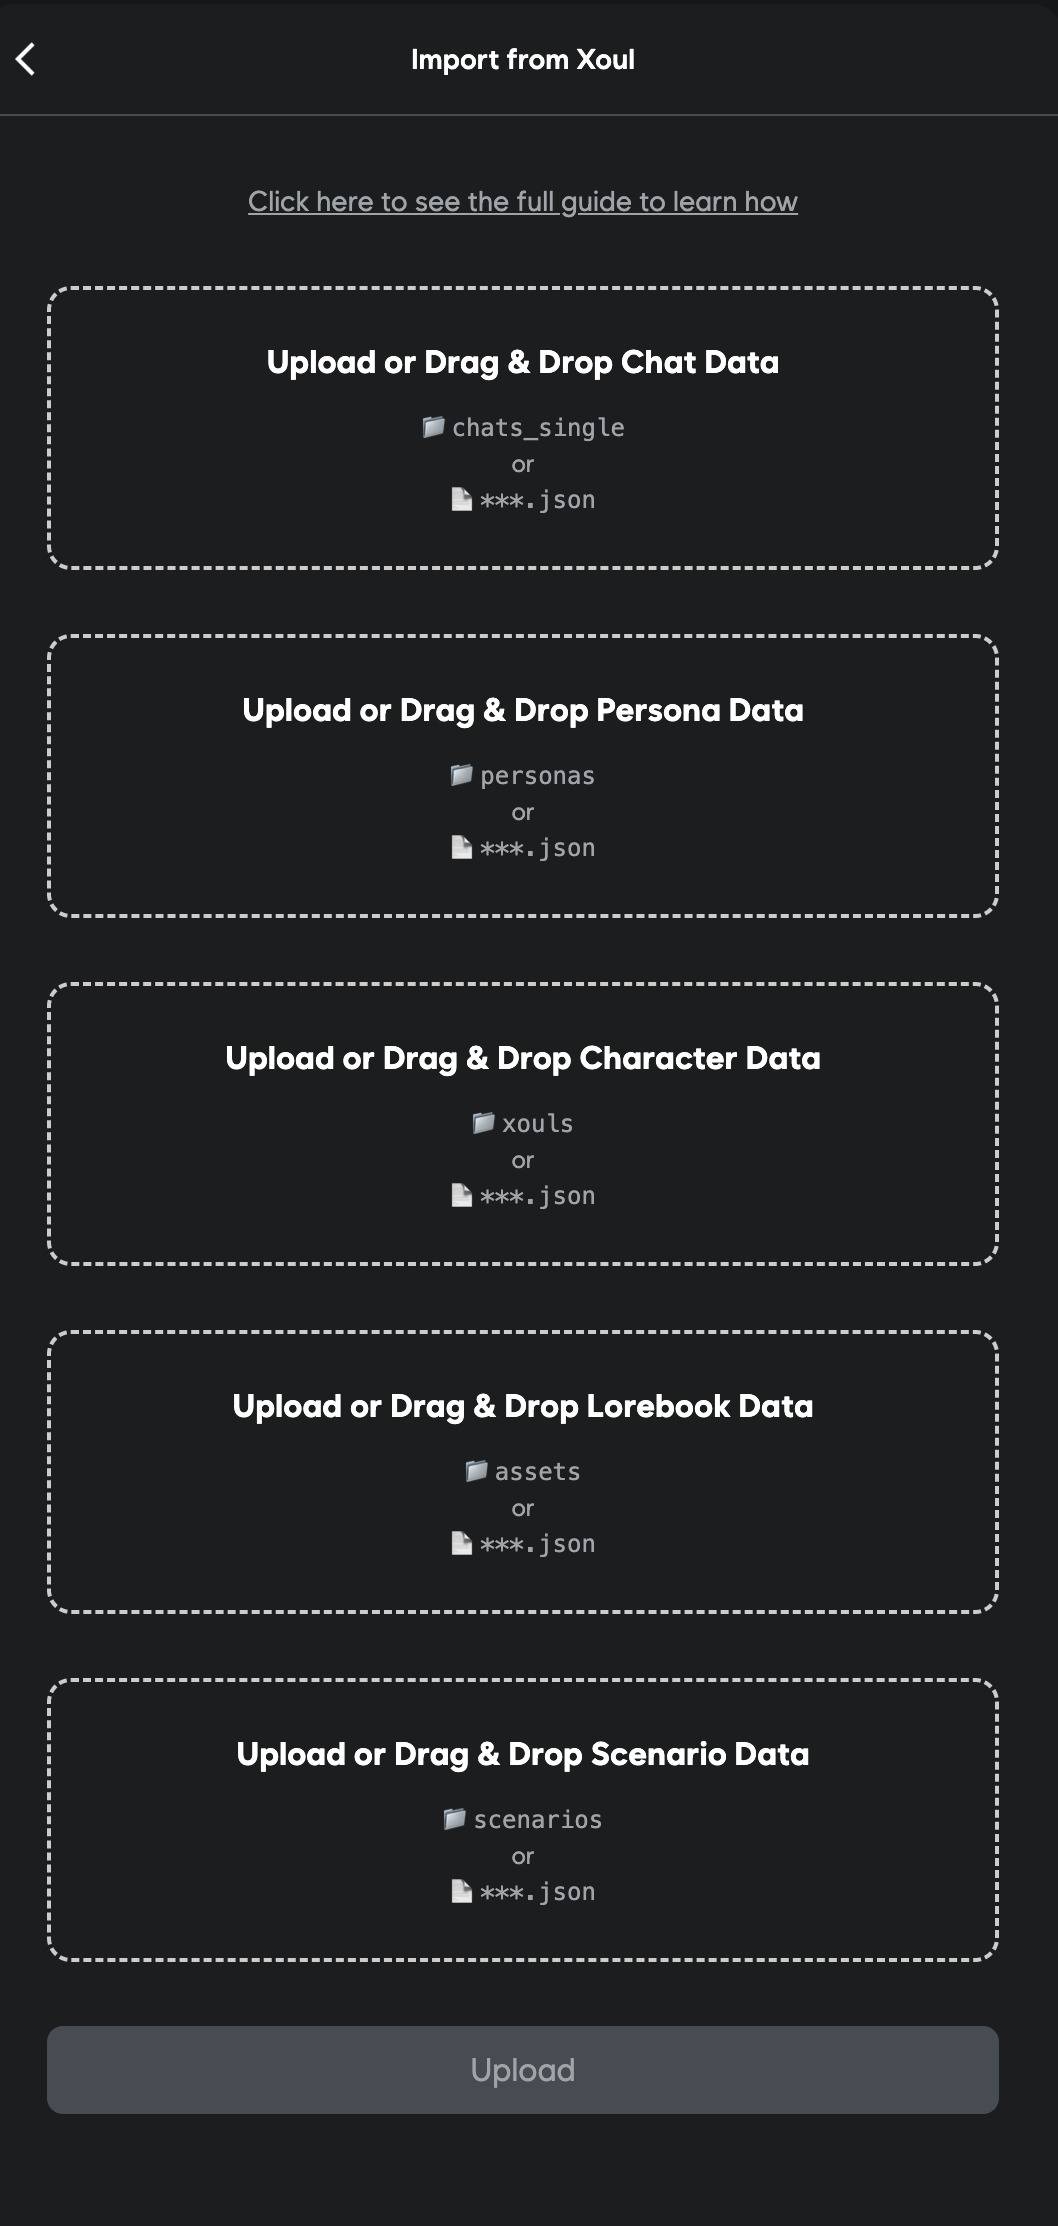 Import from Xoul
Click here to see the full guide to learn how
Upload or Drag & Drop Chat Data
chats_single
or
***.json
Upload or Drag & Drop Persona Data
personas
or
***.json
Upload or Drag & Drop Character Data
xouls
or
***.json
Upload or Drag & Drop Lorebook Data
assets
or
***.json
Upload or Drag & Drop Scenario Data
scenarios
or
***.json
Upload